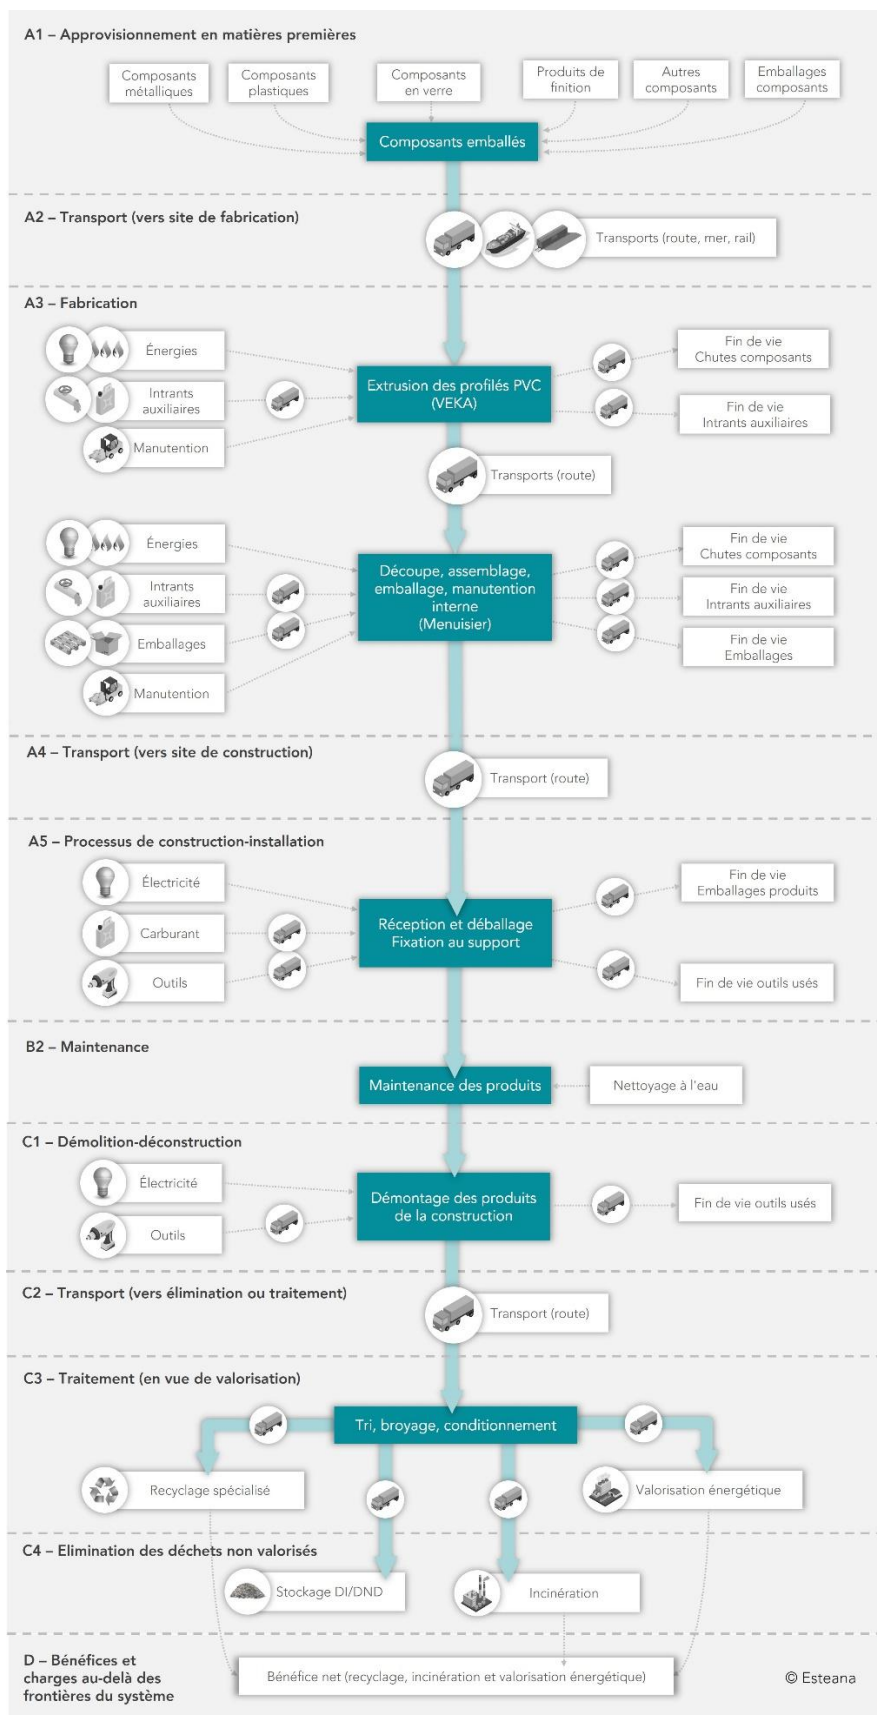 A1 – Approvisionnement en matières premières
Composants
métalliques
Composants
plastiques
Composants
en verre
Produits de
finition
Autres
composants
Emballages
composants
Composants emballés
A2 – Transport (vers site de fabrication)
Transports (route, mer, rail)
A3 – Fabrication
Énergies
Intrants
auxiliaires
Manutention
Extrusion des profilés PVC
(VEKA)
Fin de vie
Chutes composants
Fin de vie
Intrants auxiliaires
Transports (route)
Énergies
Intrants
auxiliaires
Emballages
Manutention
Découpe, assemblage,
emballage, manutention
interne
(Menuisier)
Fin de vie
Chutes composants
Fin de vie
Intrants auxiliaires
Fin de vie
Emballages
A4 – Transport (vers site de construction)
Transport (route)
A5 – Processus de construction-installation
Électricité
Carburant
Outils
Réception et déballage
Fixation au support
Fin de vie
Emballages produits
Fin de vie outils usés
B2 – Maintenance
Maintenance des produits
Nettoyage à l'eau
C1 – Démolition-déconstruction
Électricité
Outils
Démontage des produits
de la construction
Fin de vie outils usés
C2 – Transport (vers élimination ou traitement)
Transport (route)
C3 – Traitement (en vue de valorisation)
Tri, broyage, conditionnement
Recyclage spécialisé
Valorisation énergétique
C4 – Elimination des déchets non valorisés
Stockage DI/DND
Incinération
D – Bénéfices et
charges au-delà des
frontières du système
Bénéfice net (recyclage, incinération et valorisation énergétique)
© Esteana